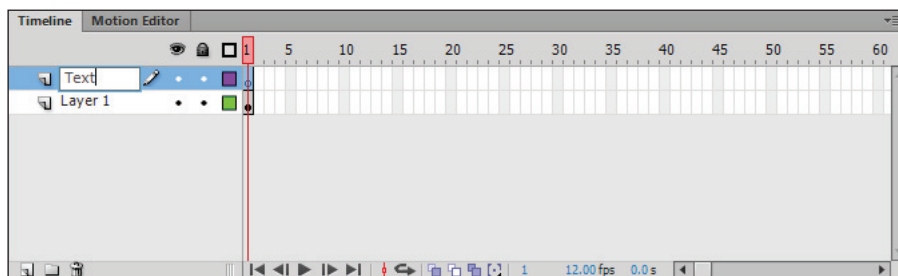 Timeline Motion Editor
1 5 10 15 20 25 30 35 40 45 50 55 60
Text
Layer 1
1 12.00 fps 0.0 s